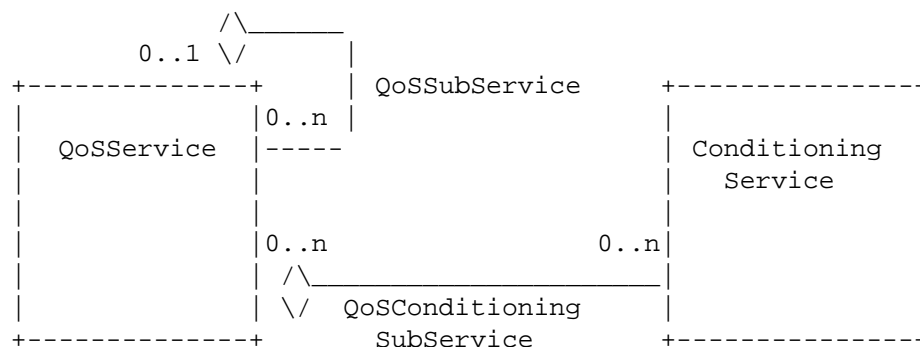 0..1
QoSSubService
0..n
QoSService Conditioning
Service
0..n 0..n
QoSConditioning
SubService